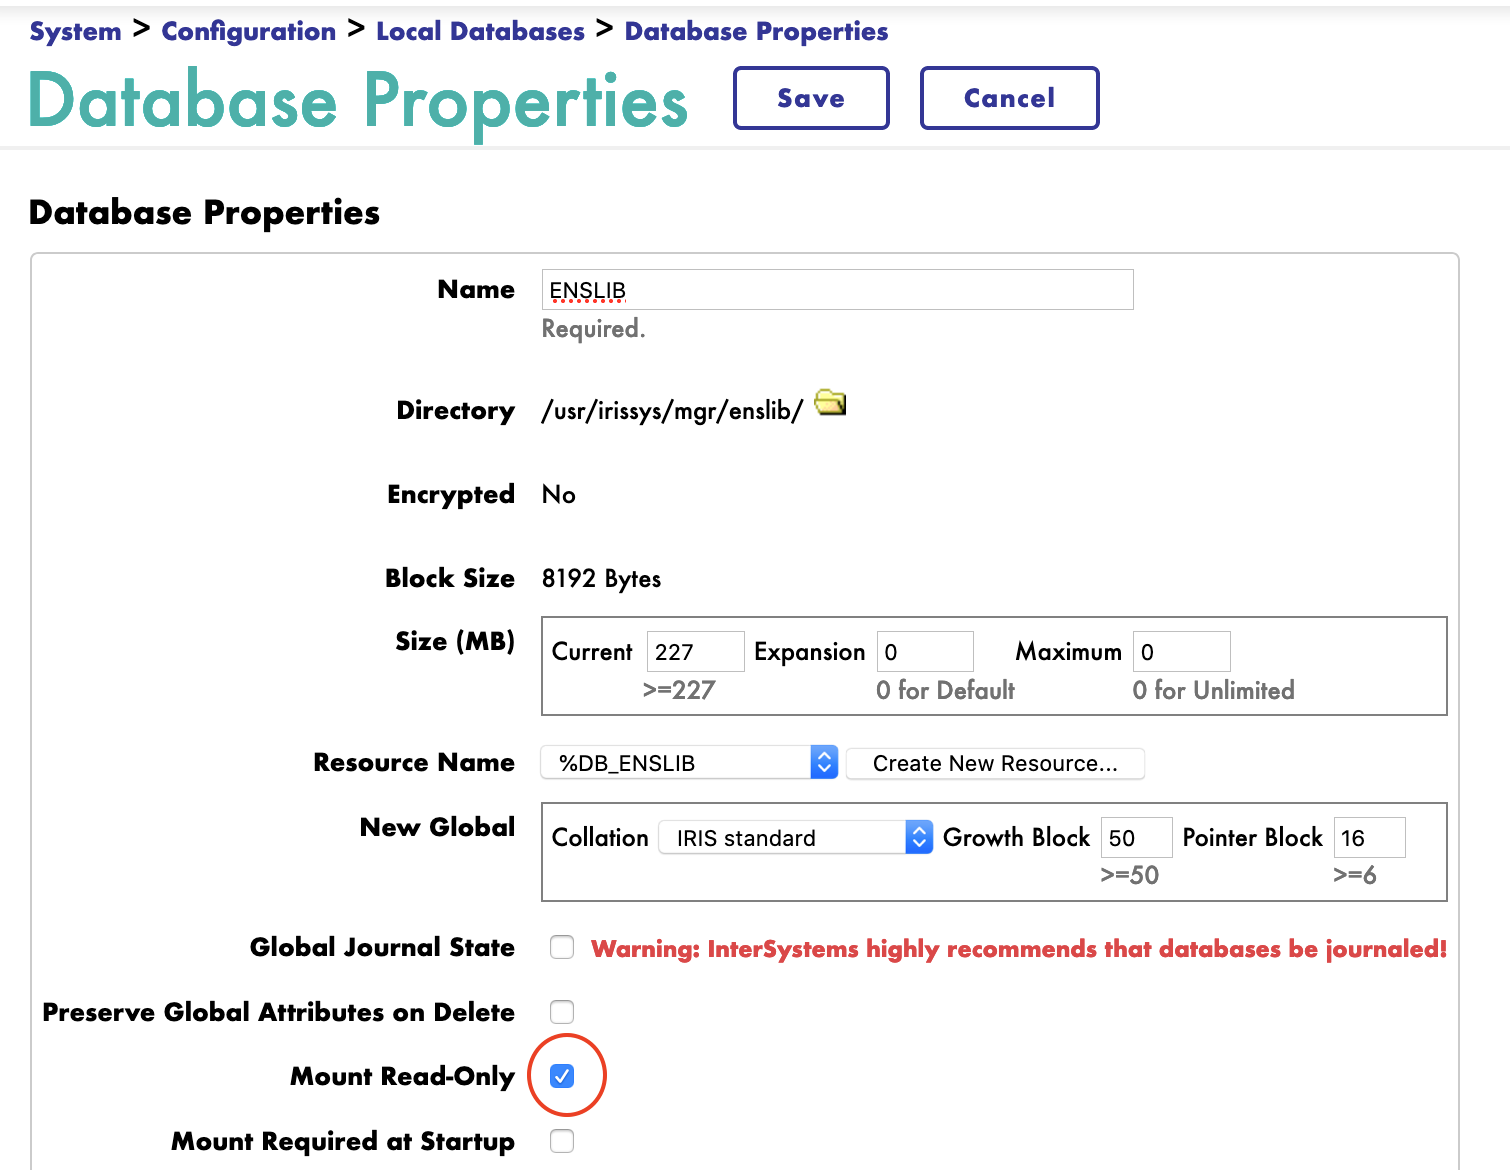 System > Configuration > Local Databases > Database Properties
Database Properties Save Cancel
Database Properties
Name ENSLIB
Required.
Directory /usr/irissys/mgr/enslib/
Encrypted No
Block Size 8192 Bytes
Size (MB) Current 227 Expansion 0 Maximum 0
>=227 0 for Default 0 for Unlimited
Resource Name %DB_ENSLIB Create New Resource...
New Global Collation IRIS standard Growth Block 50 Pointer Block 16
>=50 >=6
Global Journal State Warning: InterSystems highly recommends that databases be journaled!
Preserve Global Attributes on Delete
Mount Read-Only
Mount Required at Startup